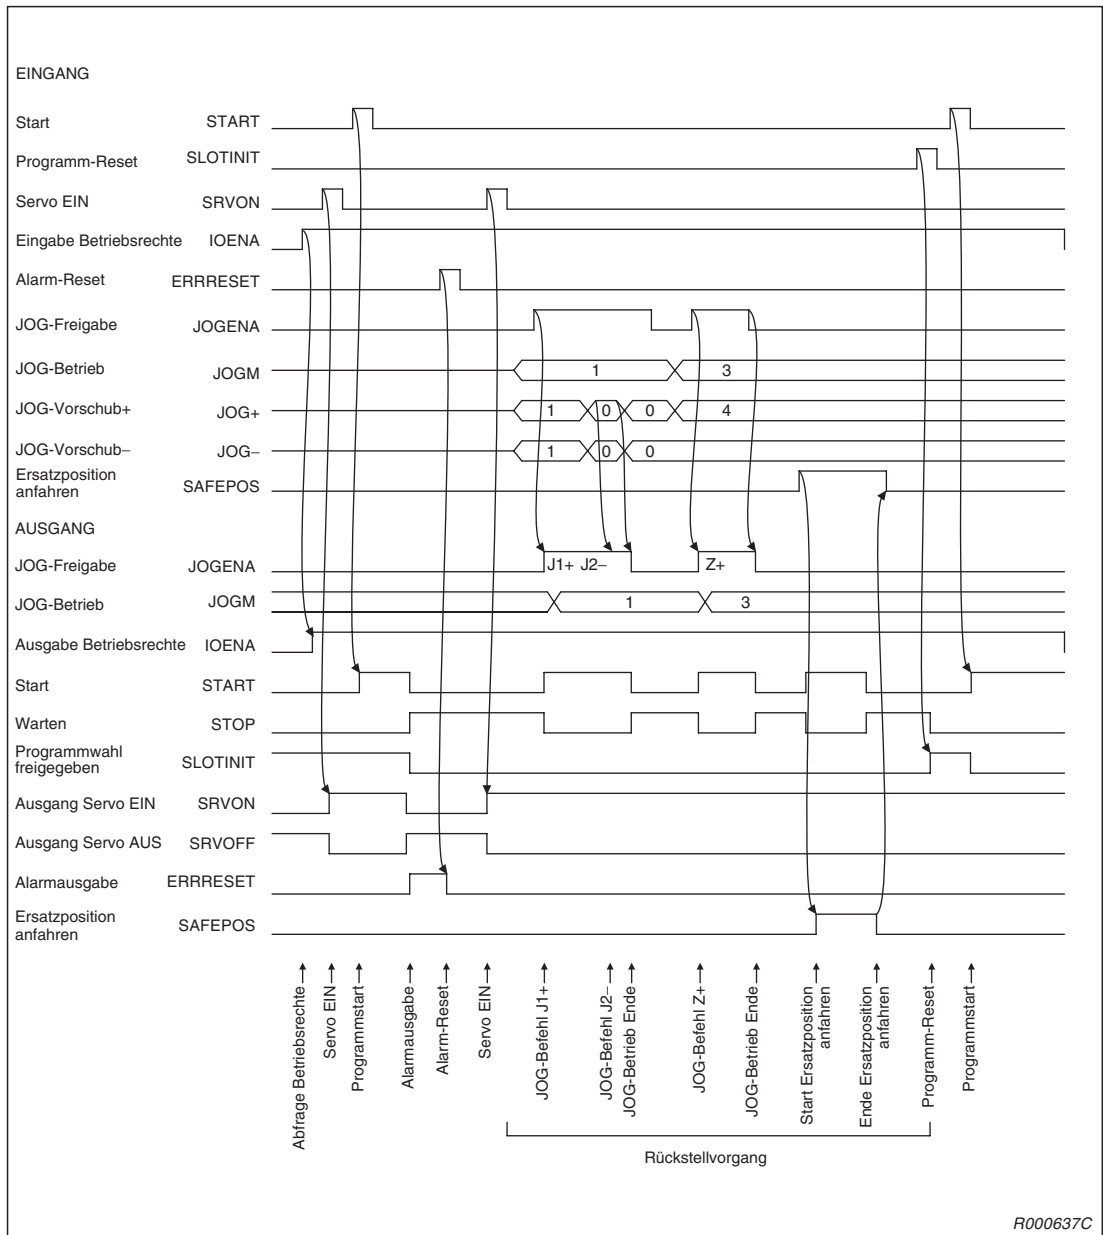 EINGANG
Start START
Programm-Reset SLOTINIT
Servo EIN SRVON
Eingabe Betriebsrechte IOENA
Alarm-Reset ERRRESET
JOG-Freigabe JOGENA
JOG-Betrieb JOGM 1 3
JOG-Vorschub+ JOG+ 1 0 0 4
JOG-Vorschub– JOG– 1 0 0
Ersatzposition
anfahren SAFEPOS
AUSGANG
JOG-Freigabe JOGENA J1+ J2– Z+
JOG-Betrieb JOGM 1 3
Ausgabe Betriebsrechte IOENA
Start START
Warten STOP
Programmwahl
freigegeben SLOTINIT
Ausgang Servo EIN SRVON
Ausgang Servo AUS SRVOFF
Alarmausgabe ERRRESET
Ersatzposition
anfahren SAFEPOS
Abfrage Betriebsrechte
Servo EIN
Programmstart
Alarmausgabe
Alarm-Reset
Servo EIN
JOG-Befehl J1+
JOG-Befehl J2–
JOG-Betrieb Ende
JOG-Befehl Z+
JOG-Betrieb Ende
Start Ersatzposition
anfahren
Ende Ersatzposition
anfahren
Programm-Reset
Programmstart
Rückstellvorgang
R000637C